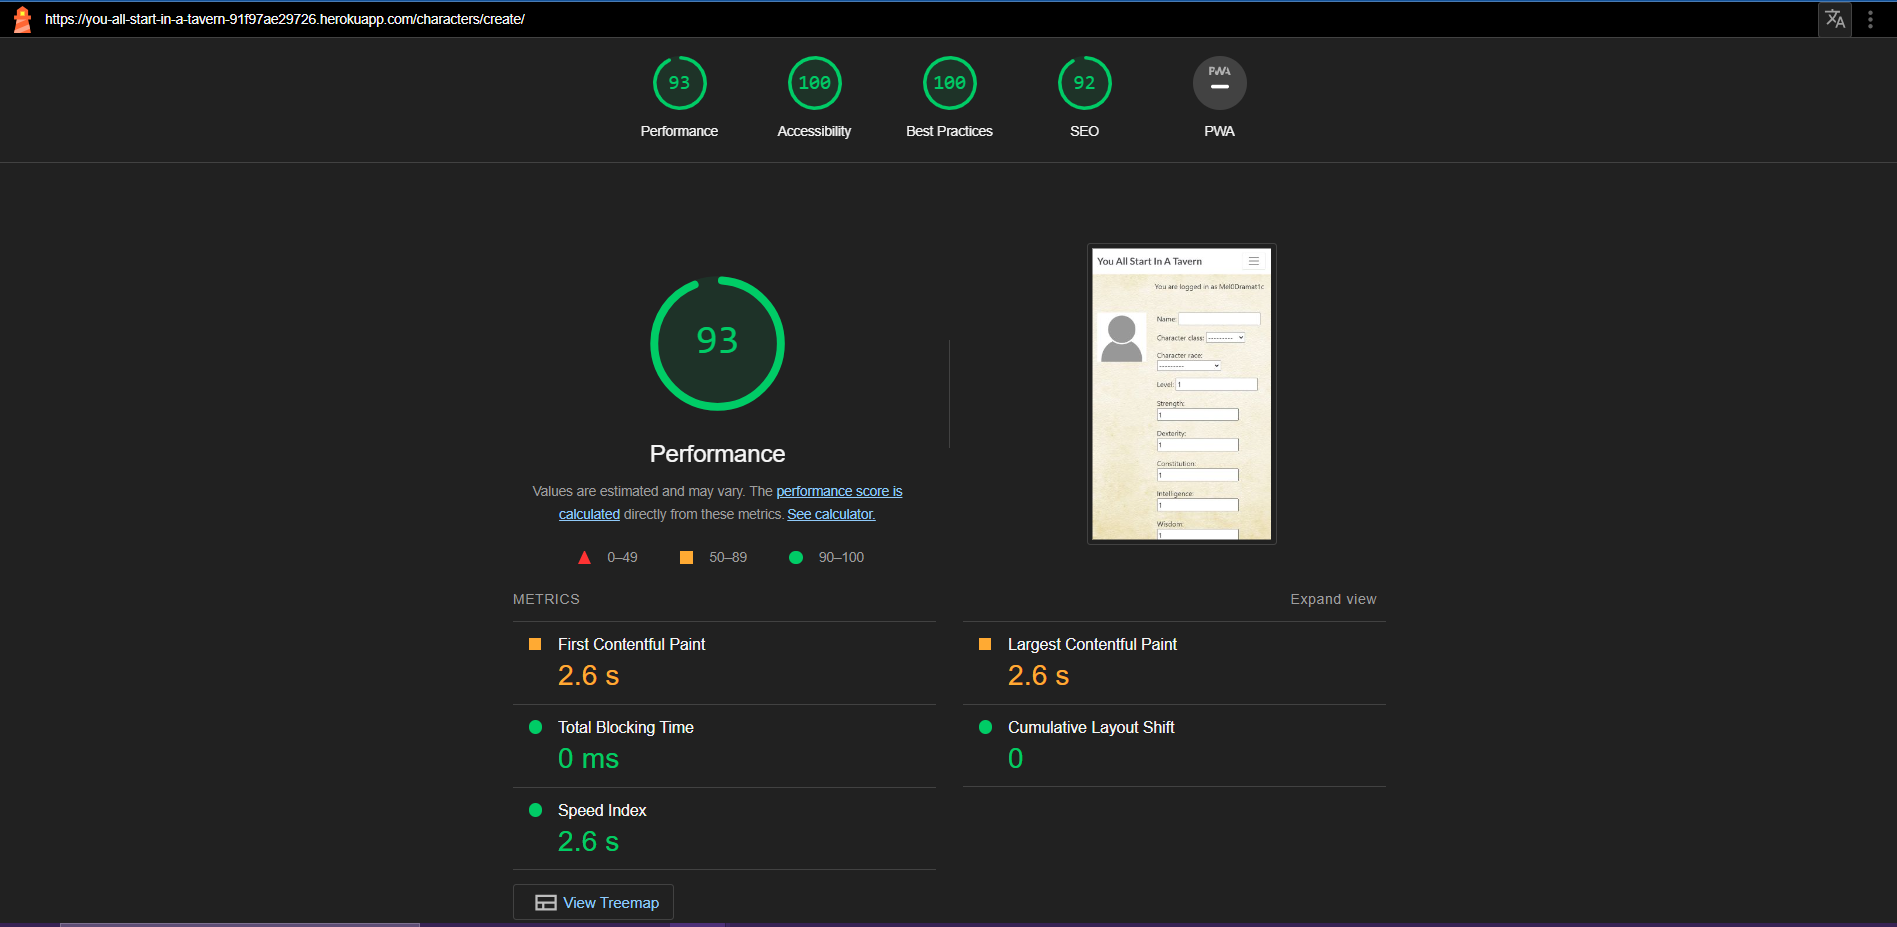 https://you-all-start-in-a-tavern-91f97ae29726.herokuapp.com/characters/create/
93
100
100
92
PWA
Performance
Accessibility
Best Practices
SEO
PWA
93
Performance
Values are estimated and may vary. The performance score is
calculated directly from these metrics. See calculator.
0–49
50–89
90–100
You All Start In A Tavern
You are logged in as Mel0Dramat1c
Name:
Character class: ---------
Character race:
---------
Level: 1
Strength:
1
Dexterity:
1
Constitution:
1
Intelligence:
1
Wisdom:
1
METRICS
Expand view
First Contentful Paint
2.6 s
Largest Contentful Paint
2.6 s
Total Blocking Time
0 ms
Cumulative Layout Shift
0
Speed Index
2.6 s
View Treemap